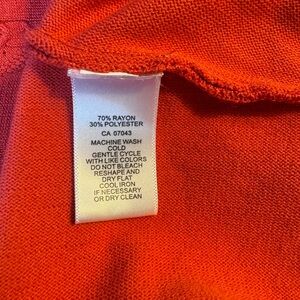 70% RAYON
30% POLYESTER
CA 07043
MACHINE WASH
COLD
GENTLE CYCLE
WITH LIKE COLORS
DO NOT BLEACH
RESHAPE AND
DRY FLAT
COOL IRON
IF NECESSARY
OR DRY CLEAN